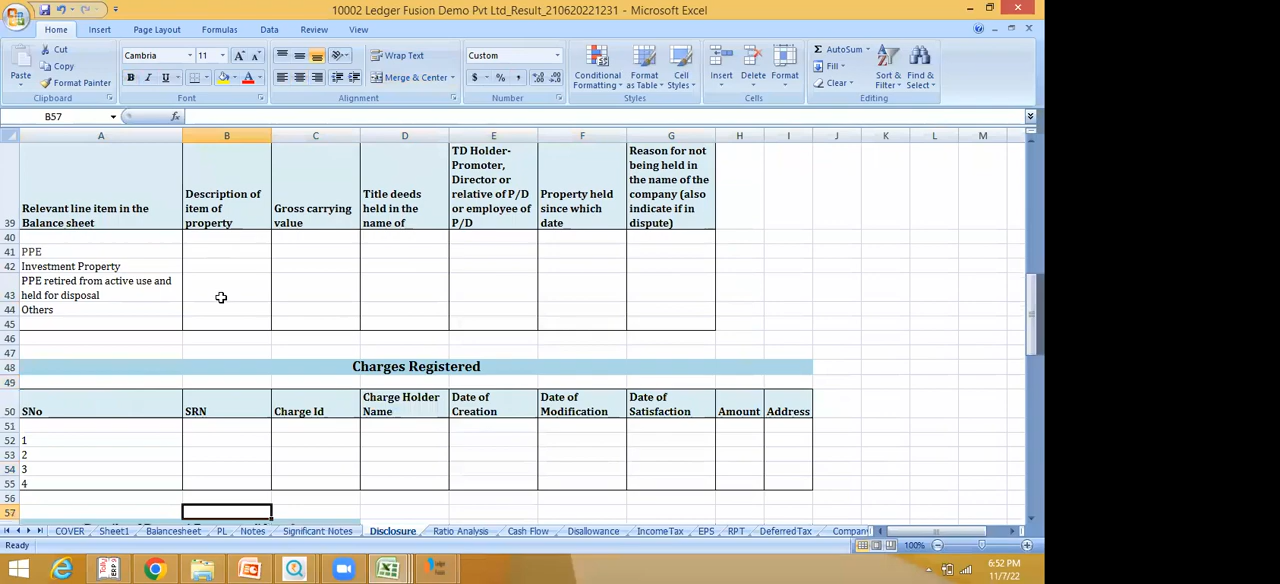 10002 Ledger Fusion Demo Pvt Ltd_Result_210620221231 - Microsoft Excel
Home Insert Page Layout Formulas Data Review View
Cut
Copy
Format Painter
Paste
Clipboard
Cambria 11
B I U
Font
Wrap Text
Merge & Center
Alignment
Custom
$ % ,
Number
Conditional Formatting
Format as Table
Cell Styles
Styles
Insert Delete Format
Cells
AutoSum
Fill
Clear
Sort & Filter
Find & Select
Editing
B57 fx
A B C D E F G H I J K L M
39 Relevant line item in the Balance sheet
Description of item of property
Gross carrying value
Title deeds held in the name of
TD Holder- Promoter, Director or relative of P/D or employee of P/D
Property held since which date
Reason for not being held in the name of the company (also indicate if in dispute)
40
41 PPE
42 Investment Property
PPE retired from active use and
43 held for disposal
44 Others
45
46
47
48 Charges Registered
49
50 SNo SRN Charge Id Charge Holder Name Date of Creation Date of Modification Date of Satisfaction Amount Address
51
52 1
53 2
54 3
55 4
56
57
COVER Sheet1 Balancesheet PL Notes Significant Notes Disclosure Ratio Analysis Cash Flow Disallowance IncomeTax EPS RPT DeferredTax Compani
Ready 100%
6:52 PM
11/7/22